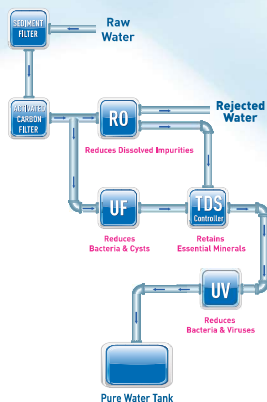 SEDIMENT
FILTER
Raw
Water
ACTIVATED
CARBON
FILTER
RO
Rejected
Water
Reduces Dissolved Impurities
UF
TDS
Controller
Reduces
Bacteria & Cysts
Retains
Essential Minerals
UV
Reduces
Bacteria & Viruses
Pure Water Tank